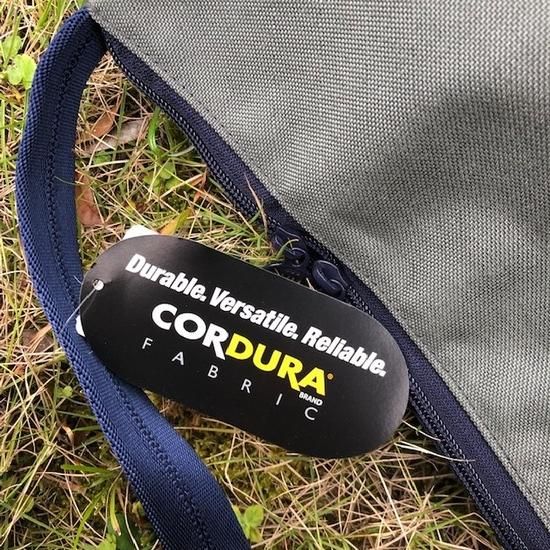 Durable. Versatile. Reliable.
CORDURA®
BRAND
FABRIC